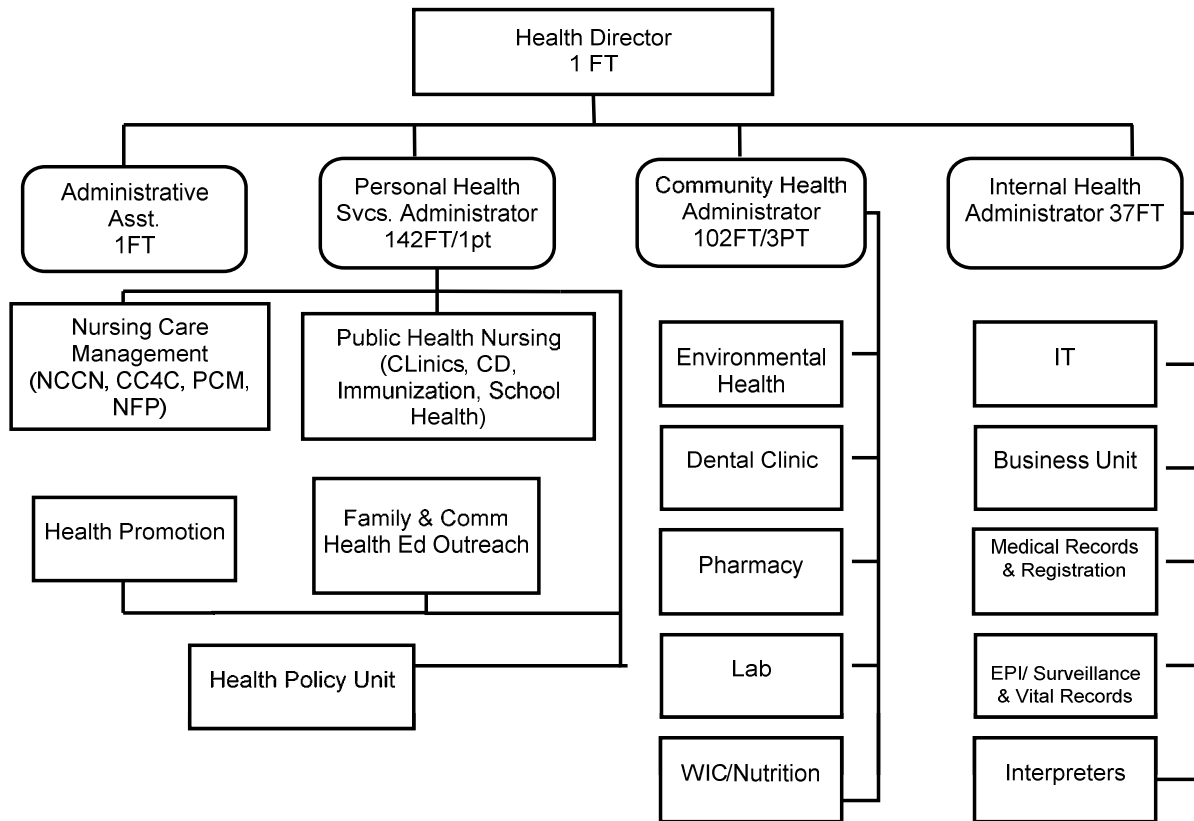 Health Director
1 FT
Administrative
Asst.
1FT
Personal Health
Svcs. Administrator
142FT/1pt
Community Health
Administrator
102FT/3PT
Internal Health
Administrator 37FT
Nursing Care
Management
(NCCN, CC4C, PCM,
NFP)
Public Health Nursing
(CLinics, CD,
Immunization, School
Health)
Health Promotion
Family & Comm
Health Ed Outreach
Health Policy Unit
Environmental
Health
Dental Clinic
Pharmacy
Lab
WIC/Nutrition
IT
Business Unit
Medical Records
& Registration
EPI/ Surveillance
& Vital Records
Interpreters